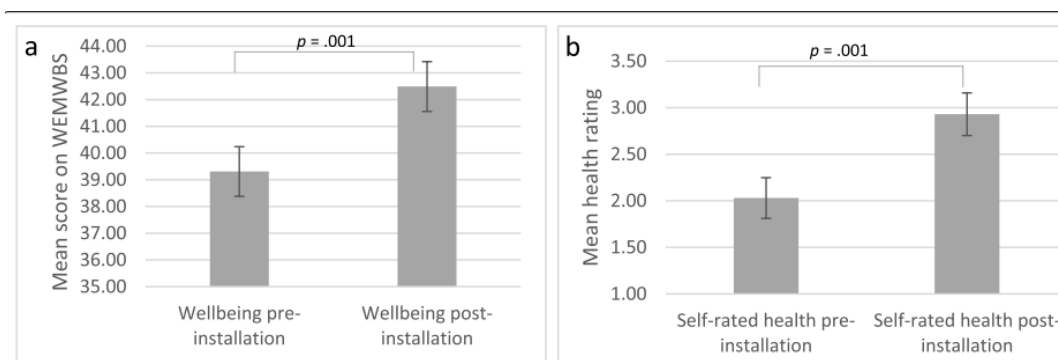 a
Mean score on WEMWBS
44.00
43.00
42.00
41.00
40.00
39.00
38.00
37.00
36.00
35.00
p = .001
Wellbeing pre-
installation
Wellbeing post-
installation
b
Mean health rating
3.50
3.00
2.50
2.00
1.50
1.00
p = .001
Self-rated health pre-
installation
Self-rated health post-
installation